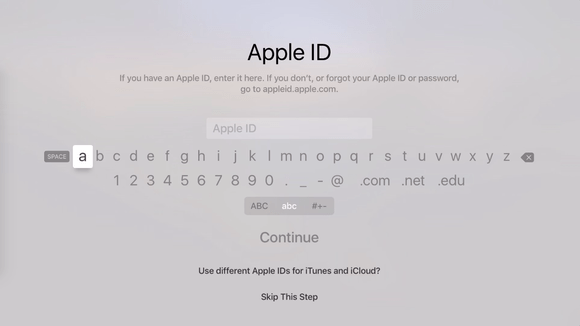 Apple ID
If you have an Apple ID, enter it here. If you don't, or forgot your Apple ID or password,
go to appleid.apple.com.
Apple ID
SPACE a b c d e f g h i j k l m n o p q r s t u v w x y z
1 2 3 4 5 6 7 8 9 0 . _ - @ .com .net .edu
ABC abc #+-
Continue
Use different Apple IDs for iTunes and iCloud?
Skip This Step